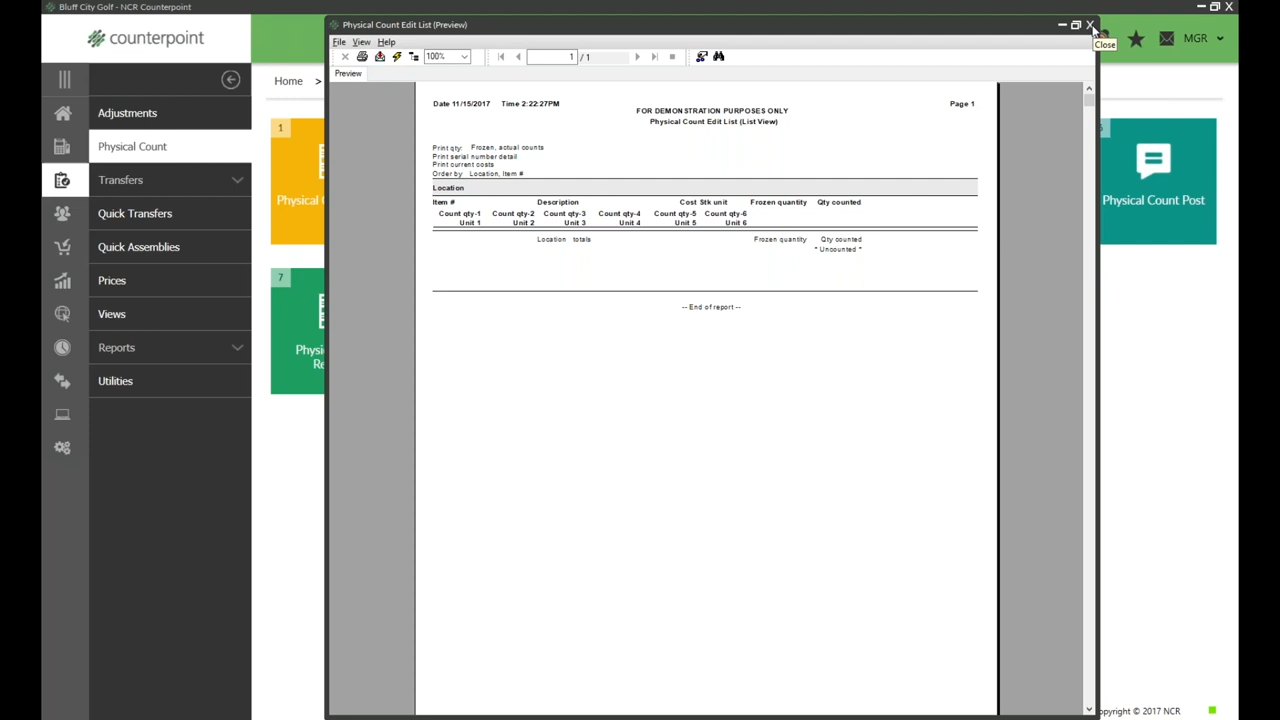 Bluff City Golf - NCR Counterpoint
counterpoint
Physical Count Edit List (Preview)
File View Help
Close
MGR
100%
1 /1
Preview
Home >
Adjustments
Physical Count
Transfers
Quick Transfers
Quick Assemblies
Prices
Views
Reports
Utilities
1
Physical
7
Date 11/15/2017 Time 2:22:27PM
Page 1
FOR DEMONSTRATION PURPOSES ONLY
Physical Count Edit List (List View)
Print qty: Frozen, actual counts
Print serial number detail
Print current costs
Order by Location, Item #
Location
Item # Description Cost Stk unit Frozen quantity Qty counted
Count qty-1 Count qty-2 Count qty-3 Count qty-4 Count qty-5 Count qty-6
Unit 1 Unit 2 Unit 3 Unit 4 Unit 5 Unit 6
Location totals Frozen quantity Qty counted
* Uncounted *
-- End of report --
Physical Count Post
opyright © 2017 NCR